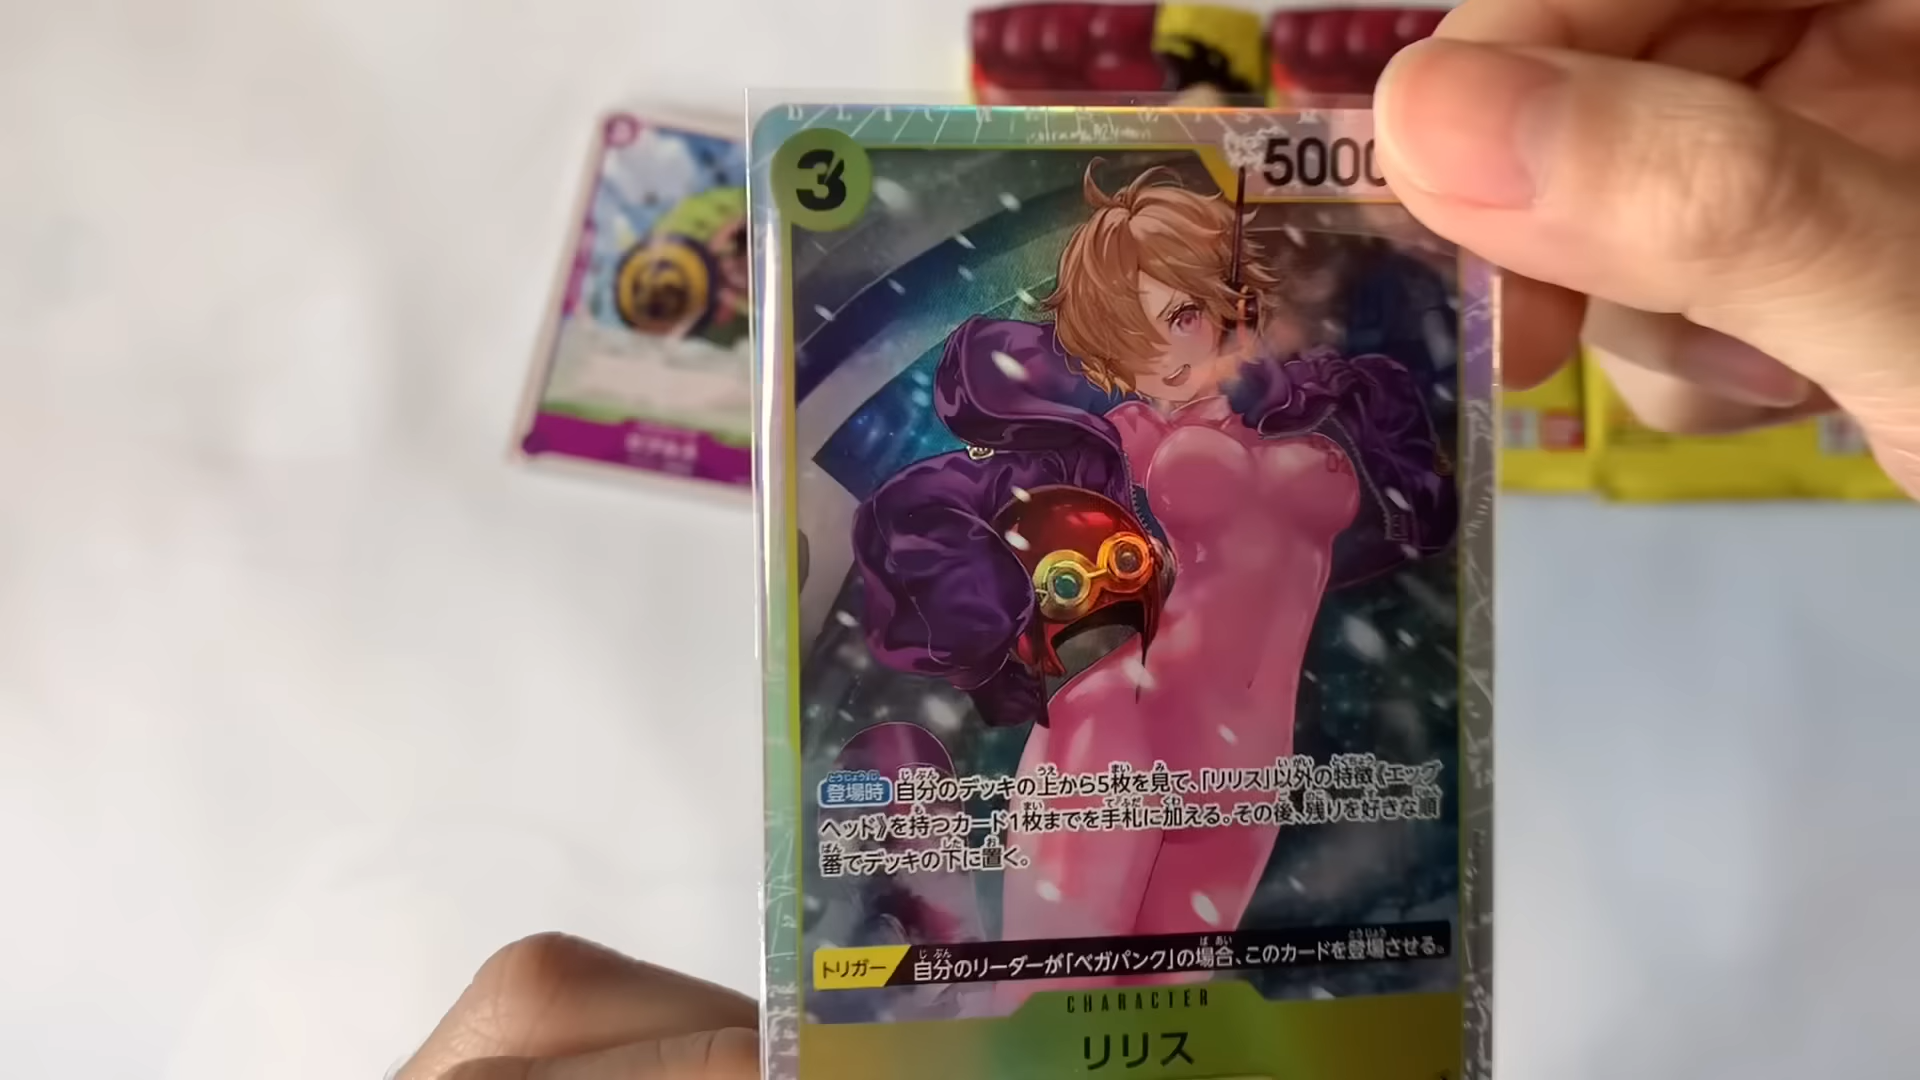 3
5000
登場時 自分のデッキの上から5枚を見て、「リリス」以外の特徴《エッグ
ヘッド》を持つカード1枚までを手札に加える。その後、残りを好きな順
番でデッキの下に置く。
トリガー 自分のリーダーが「ベガパンク」の場合、このカードを登場させる。
CHARACTER
リリス